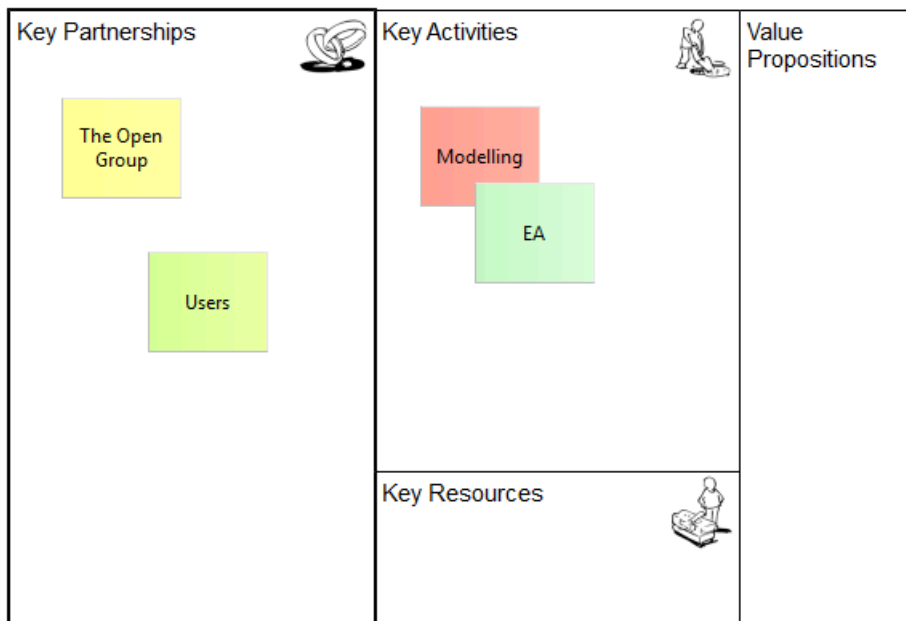 Key Partnerships
The Open
Group
Users
Key Activities
Modelling
EA
Key Resources
Value
Propositions